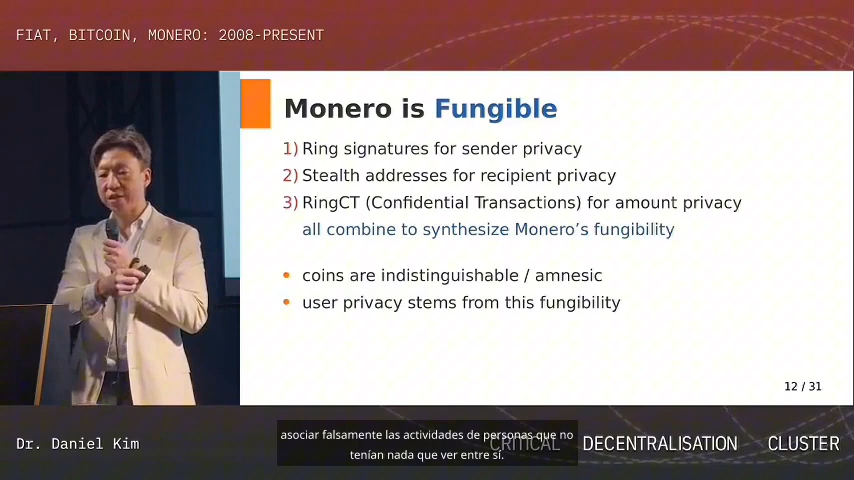 FIAT, BITCOIN, MONERO: 2008-PRESENT
Monero is Fungible
1) Ring signatures for sender privacy
2) Stealth addresses for recipient privacy
3) RingCT (Confidential Transactions) for amount privacy
all combine to synthesize Monero’s fungibility
• coins are indistinguishable / amnesic
• user privacy stems from this fungibility
12 / 31
Dr. Daniel Kim
asociar falsamente las actividades de personas que no
tenían nada que ver entre sí.
CRITICAL DECENTRALISATION CLUSTER